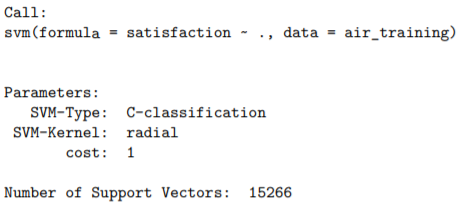 Call:
svm(formula = satisfaction ~ ., data = air_training)
Parameters:
SVM-Type: C-classification
SVM-Kernel: radial
cost: 1
Number of Support Vectors: 15266